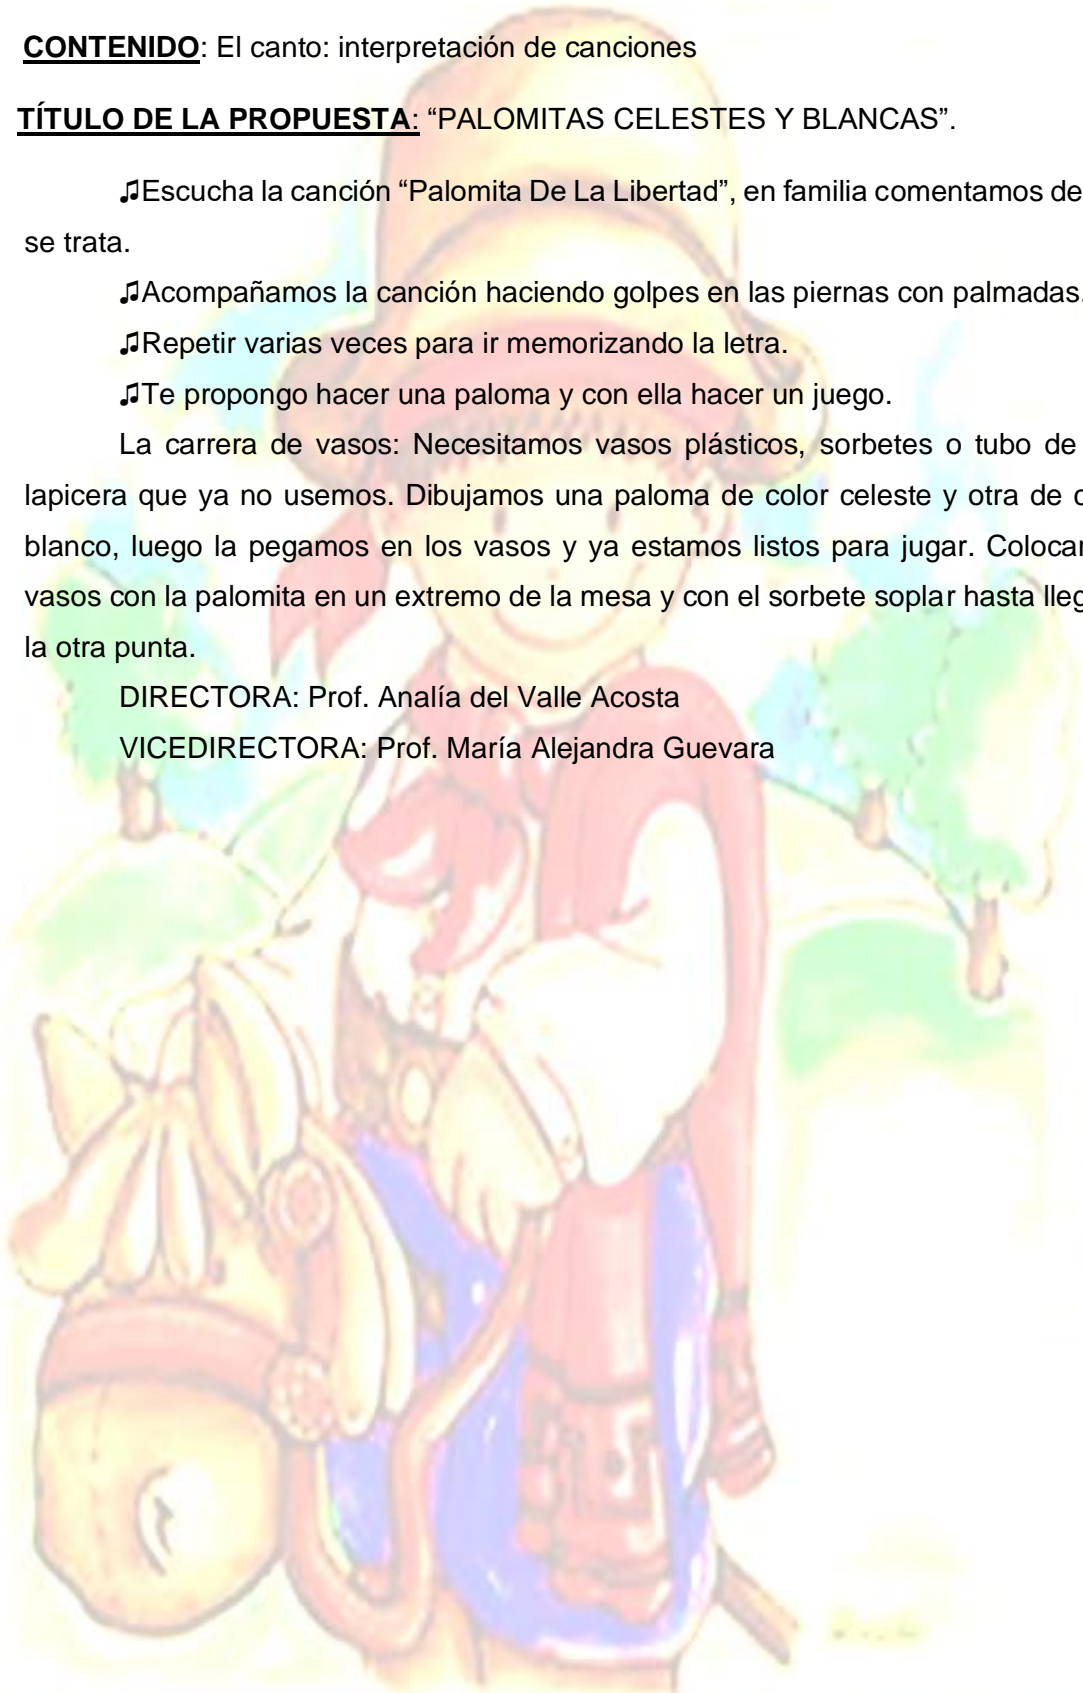 CONTENIDO: El canto: interpretación de canciones
TÍTULO DE LA PROPUESTA: “PALOMITAS CELESTES Y BLANCAS”.
♫Escucha la canción “Palomita De La Libertad”, en familia comentamos de
se trata.
♫Acompañamos la canción haciendo golpes en las piernas con palmadas.
♫Repetir varias veces para ir memorizando la letra.
♫Te propongo hacer una paloma y con ella hacer un juego.
La carrera de vasos: Necesitamos vasos plásticos, sorbetes o tubo de
lapicera que ya no usemos. Dibujamos una paloma de color celeste y otra de
blanco, luego la pegamos en los vasos y ya estamos listos para jugar.
vasos con la palomita en un extremo de la mesa y con el sorbete soplar hasta
la otra punta.
DIRECTORA: Prof. Analía del Valle Acosta
VICEDIRECTORA: Prof. María Alejandra Guevara